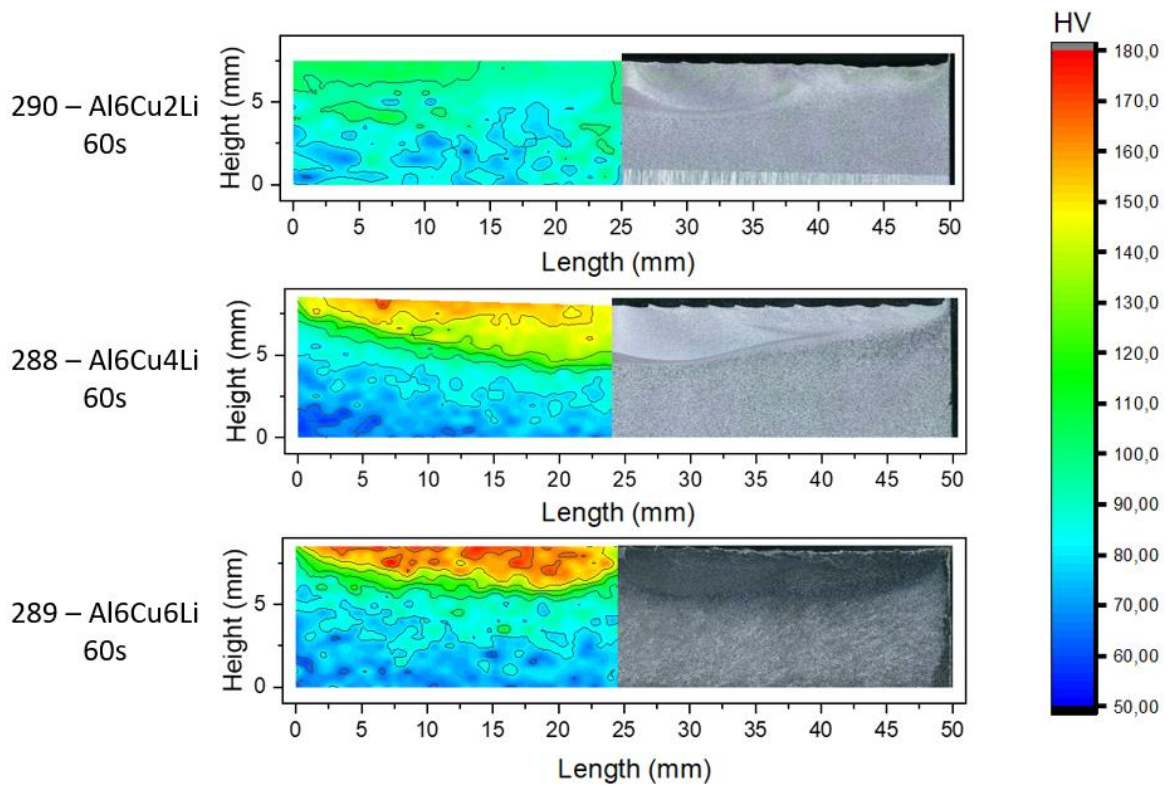 HV
180,0
170,0
160,0
150,0
140,0
130,0
120,0
110,0
100,0
90,00
80,00
70,00
60,00
50,00
290 – Al6Cu2Li
60s
Height (mm)
5
0
0 5 10 15 20 25 30 35 40 45 50
Length (mm)
288 – Al6Cu4Li
60s
Height (mm)
5
0
0 5 10 15 20 25 30 35 40 45 50
Length (mm)
289 – Al6Cu6Li
60s
Height (mm)
5
0
0 5 10 15 20 25 30 35 40 45 50
Length (mm)